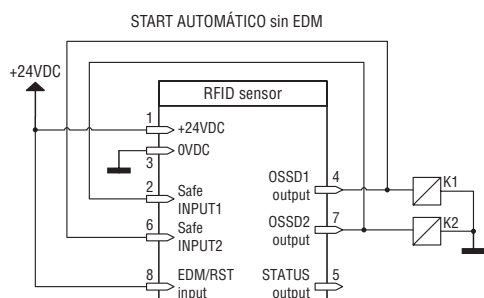 START AUTOMÁTICO sin EDM
+24VDC
RFID sensor
1
+24VDC
0VDC
3
2
Safe
INPUT1
6
Safe
INPUT2
8
EDM/RST
input
OSSD1
output
4
K1
OSSD2
output
7
K2
STATUS
output
5